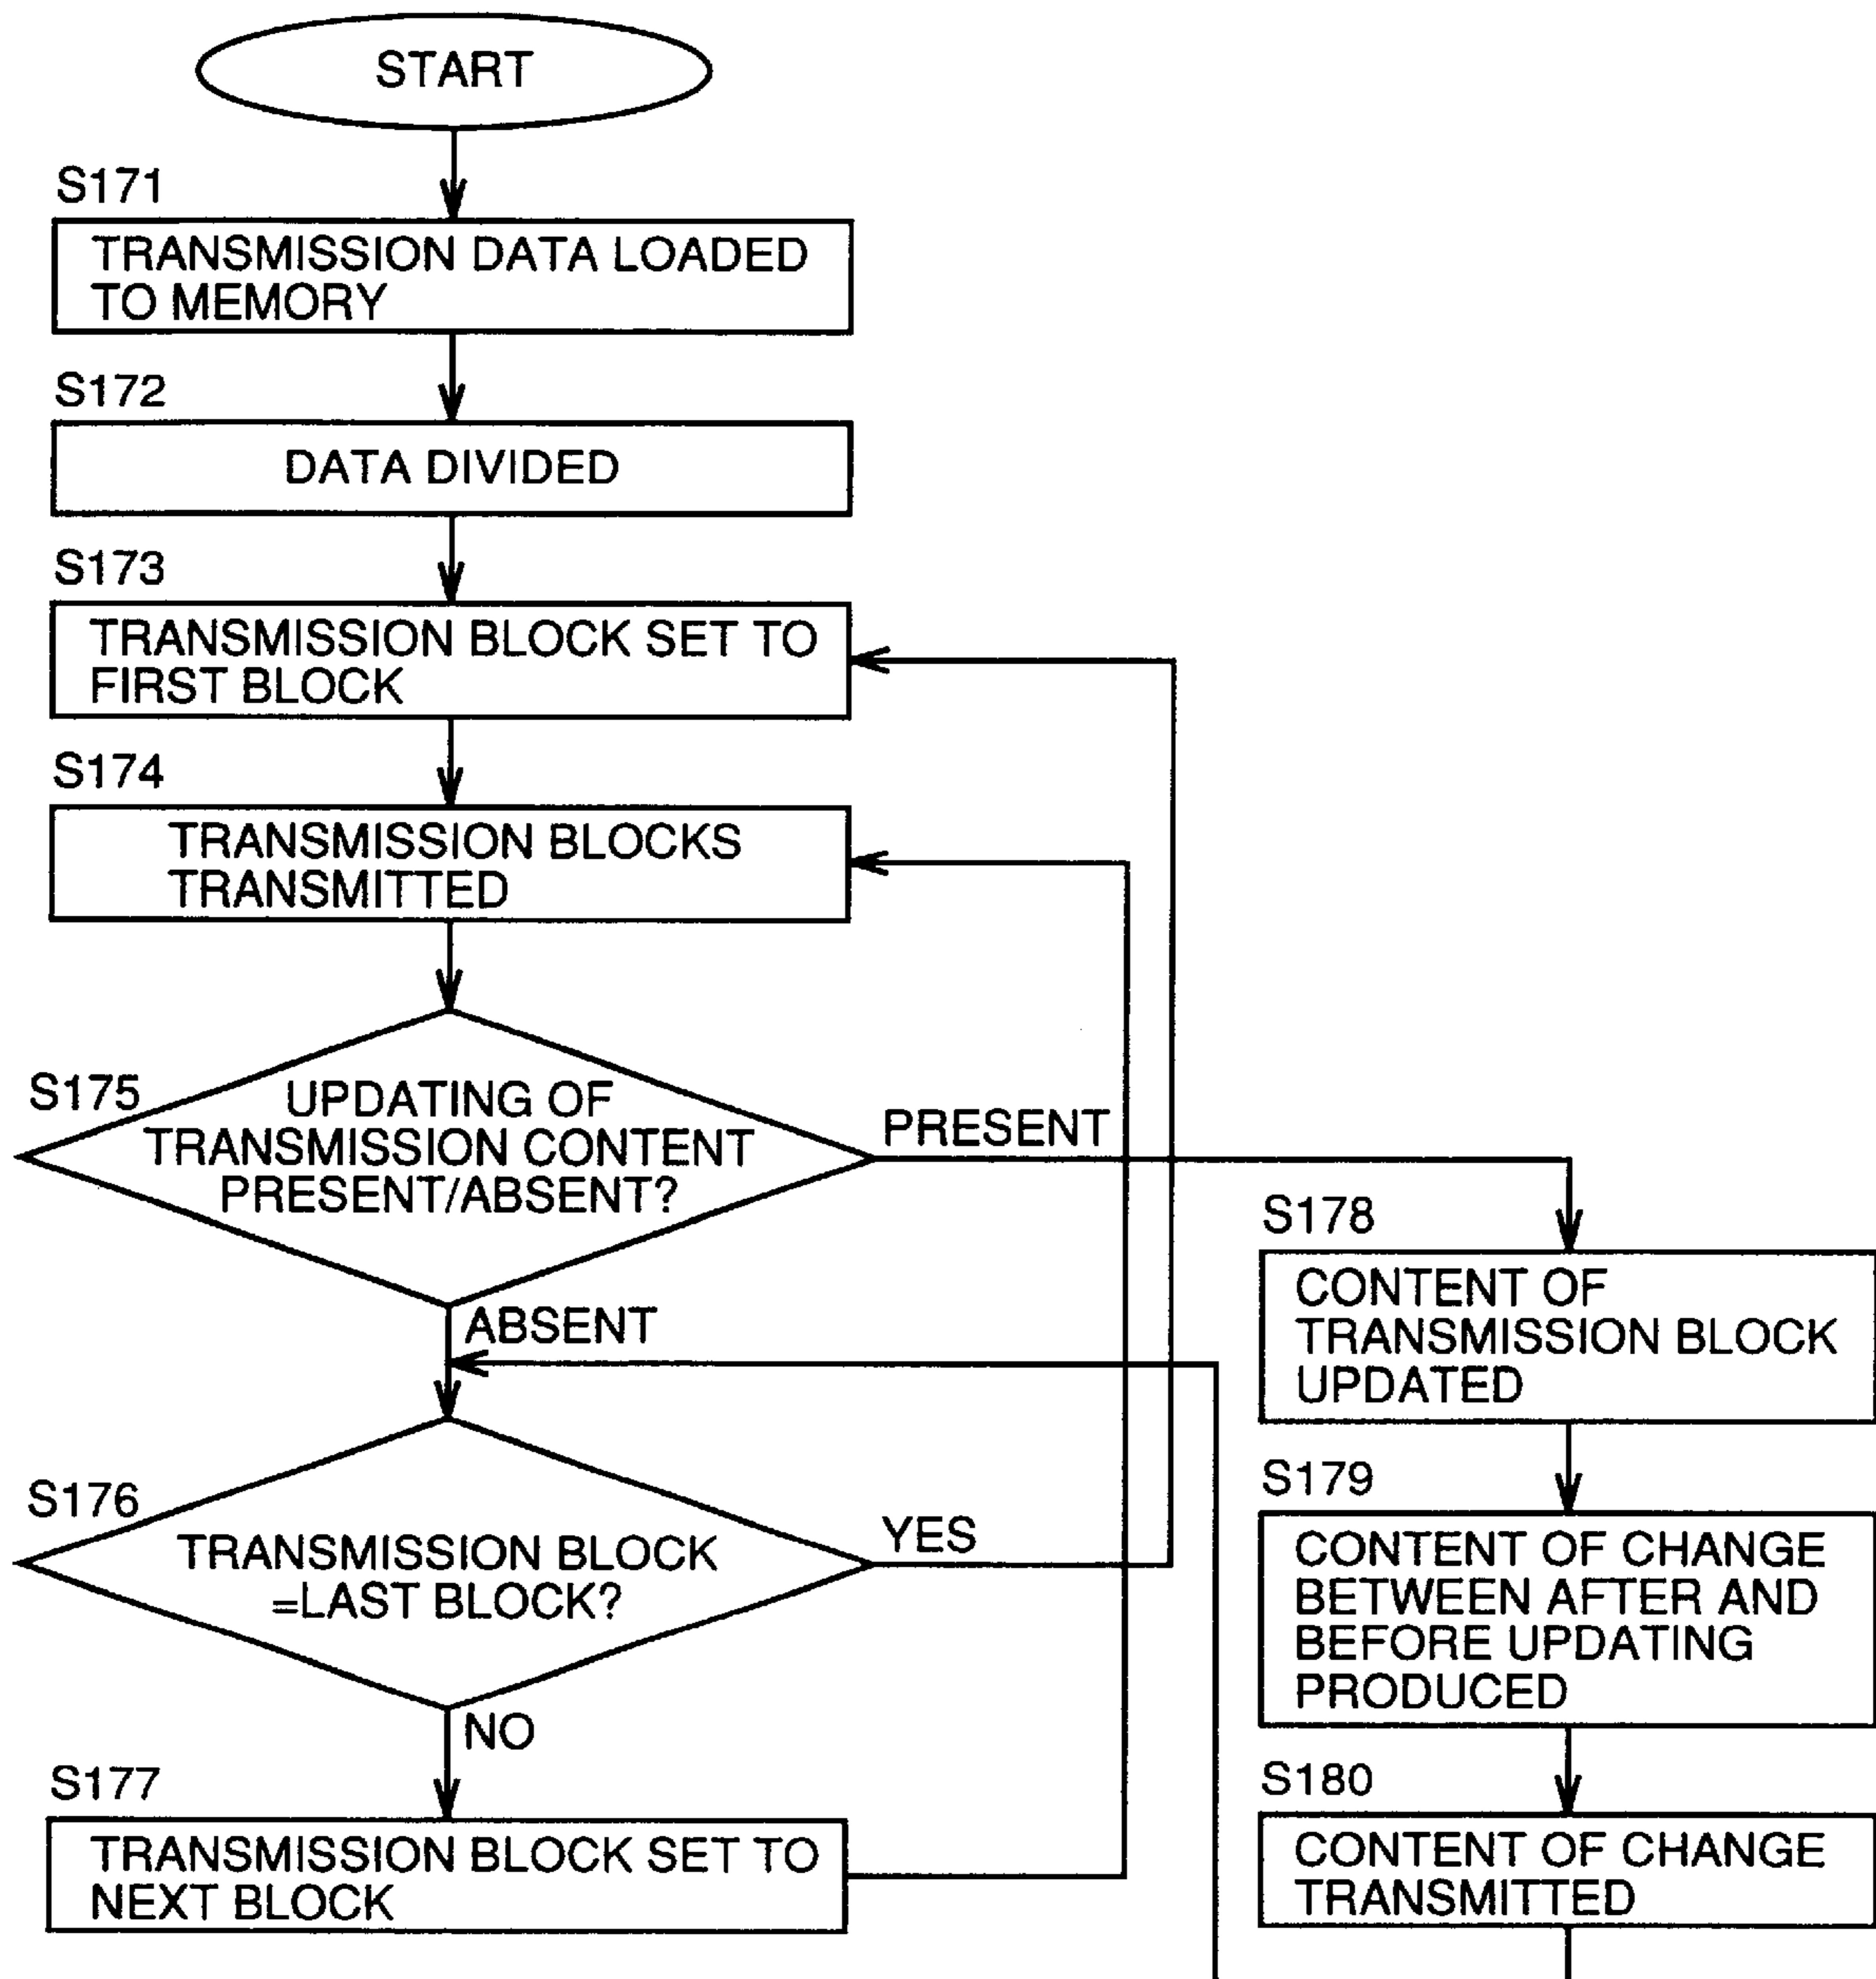 START
S171
TRANSMISSION DATA LOADED
TO MEMORY
S172
DATA DIVIDED
S173
TRANSMISSION BLOCK SET TO
FIRST BLOCK
S174
TRANSMISSION BLOCKS
TRANSMITTED
S175
UPDATING OF
TRANSMISSION CONTENT
PRESENT/ABSENT?
PRESENT
ABSENT
S176
TRANSMISSION BLOCK
=LAST BLOCK?
YES
NO
S177
TRANSMISSION BLOCK SET TO
NEXT BLOCK
S178
CONTENT OF
TRANSMISSION BLOCK
UPDATED
S179
CONTENT OF CHANGE
BETWEEN AFTER AND
BEFORE UPDATING
PRODUCED
S180
CONTENT OF CHANGE
TRANSMITTED